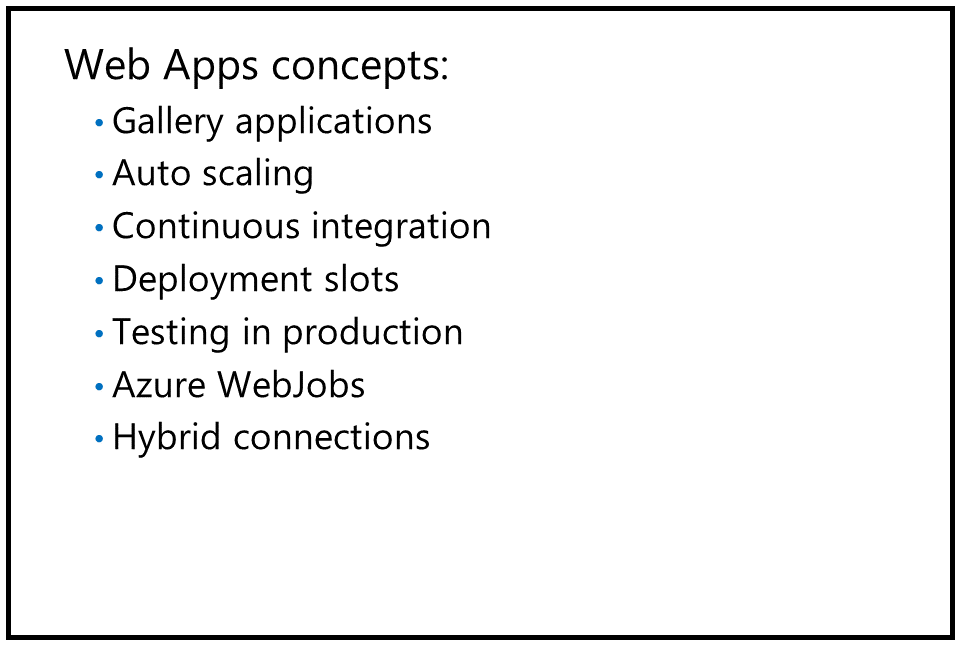 Web Apps concepts:
• Gallery applications
• Auto scaling
• Continuous integration
• Deployment slots
• Testing in production
• Azure WebJobs
• Hybrid connections